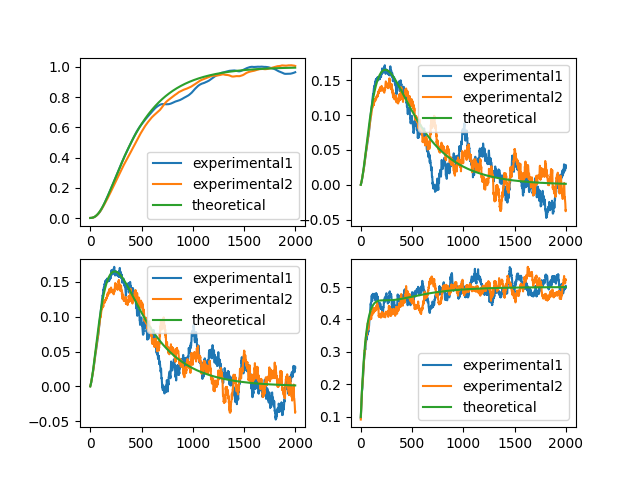 1.0
0.8
0.6
0.4
0.2
0.0
experimental1
experimental2
theoretical
0 500 1000 1500 2000
0.15
0.10
0.05
0.00
−0.05
experimental1
experimental2
theoretical
0 500 1000 1500 2000
0.15
0.10
0.05
0.00
−0.05
experimental1
experimental2
theoretical
0 500 1000 1500 2000
0.5
0.4
0.3
0.2
0.1
experimental1
experimental2
theoretical
0 500 1000 1500 2000